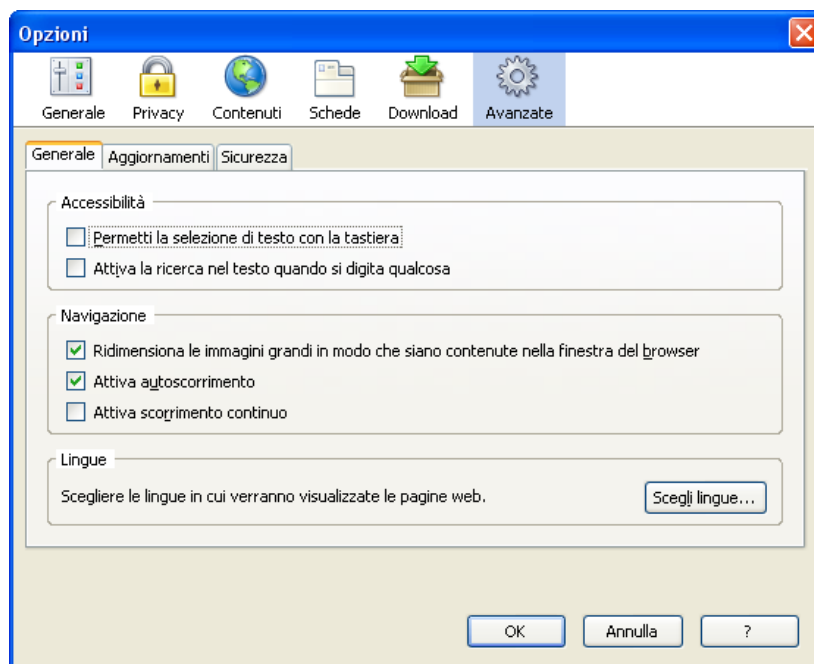 Opzioni
Generale Privacy Contenuti Schede Download Avanzate
Generale Aggiornamenti Sicurezza
Accessibilità
Permetti la selezione di testo con la tastiera
Attiva la ricerca nel testo quando si digita qualcosa
Navigazione
Ridimensiona le immagini grandi in modo che siano contenute nella finestra del browser
Attiva autoscorrimento
Attiva scorrimento continuo
Lingue
Scegliere le lingue in cui verranno visualizzate le pagine web. Scegli lingue...
OK Annulla ?